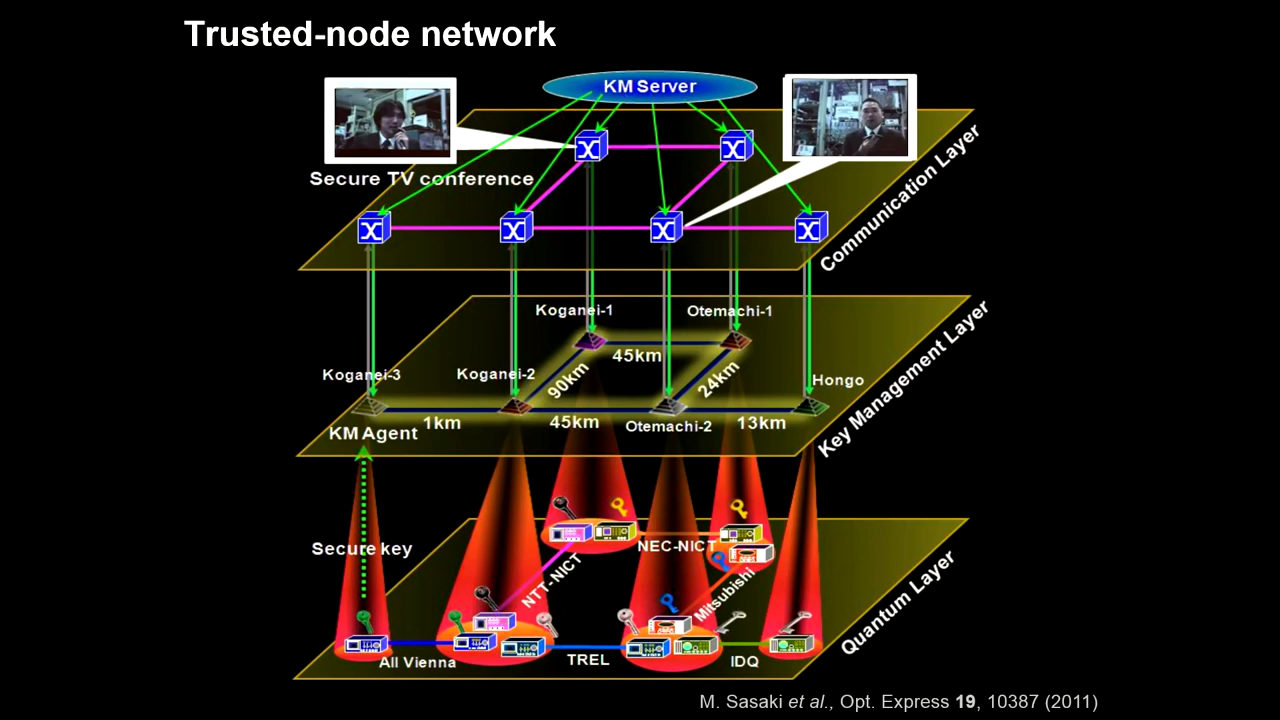 Trusted-node network
KM Server
Secure TV conference
Communication Layer
Koganei-1
Otemachi-1
45km
Koganei-3
Koganei-2
90km
24km
Hongo
1km
45km
Otemachi-2
13km
KM Agent
Key Management Layer
Secure key
NEC-NICT
NTT-NICT
Mitsubishi
Quantum Layer
All Vienna
TREL
IDQ
M. Sasaki et al., Opt. Express 19, 10387 (2011)